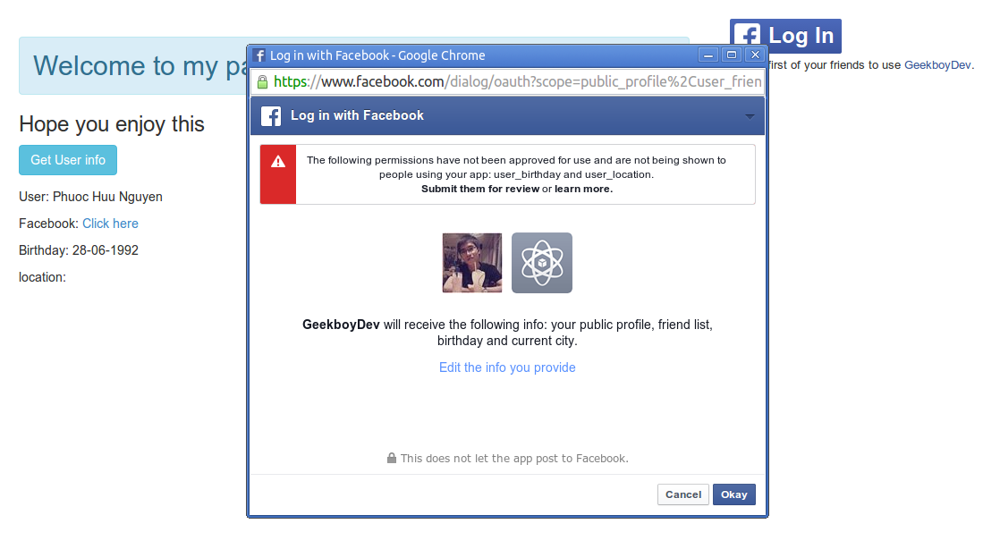 Welcome to my pa
Log In
first of your friends to use GeekboyDev.
Hope you enjoy this
Get User info
User: Phuoc Huu Nguyen
Facebook: Click here
Birthday: 28-06-1992
location:
Log in with Facebook - Google Chrome
https://www.facebook.com/dialog/oauth?scope=public_profile%2Cuser_frien
Log in with Facebook
The following permissions have not been approved for use and are not being shown to
people using your app: user_birthday and user_location.
Submit them for review or learn more.
GeekboyDev will receive the following info: your public profile, friend list,
birthday and current city.
Edit the info you provide
This does not let the app post to Facebook.
Cancel
Okay